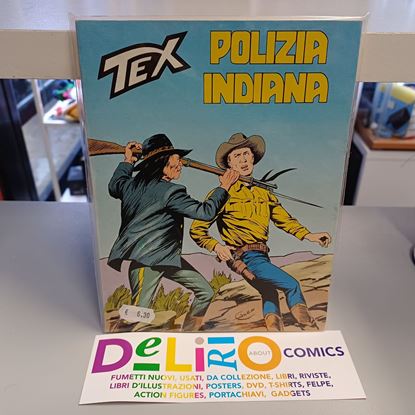 TEX
POLIZIA
INDIANA
€ 6,30
DeLiRiO ABOUT COMICS
FUMETTI NUOVI, USATI, DA COLLEZIONE, LIBRI, RIVISTE,
LIBRI D'ILLUSTRAZIONI, POSTERS, DVD, T-SHIRTS, FELPE,
ACTION FIGURES, PORTACHIAVI, GADGETS